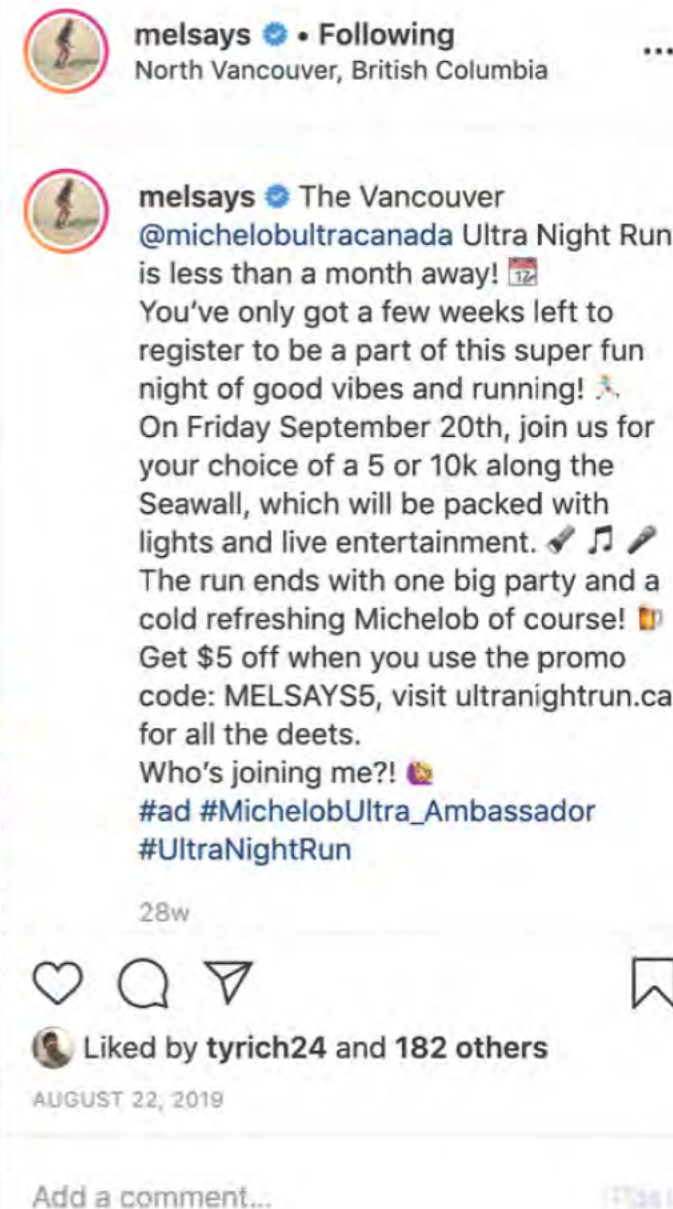 melsays • Following
North Vancouver, British Columbia
melsays The Vancouver
@michelobultracanada Ultra Night Run
is less than a month away! 📅
You've only got a few weeks left to
register to be a part of this super fun
night of good vibes and running! 🏃
On Friday September 20th, join us for
your choice of a 5 or 10k along the
Seawall, which will be packed with
lights and live entertainment. 🔦 🎵 🎤
The run ends with one big party and a
cold refreshing Michelob of course! 🍺
Get $5 off when you use the promo
code: MELSAYS5, visit ultranightrun.ca
for all the deets.
Who's joining me?! 🙋
#ad #MichelobUltra_Ambassador
#UltraNightRun
28w
Liked by tyrich24 and 182 others
AUGUST 22, 2019
Add a comment...